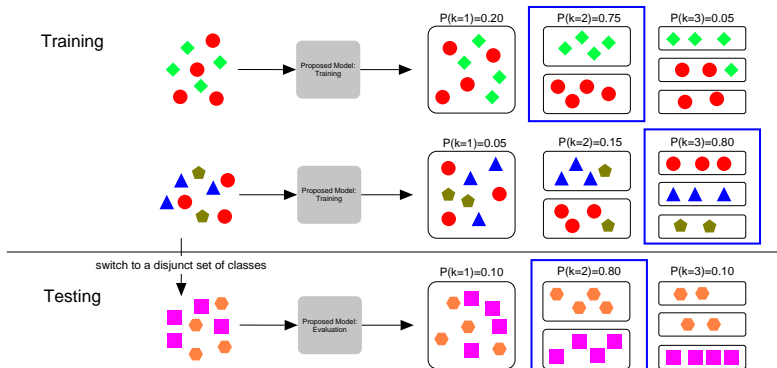 Training
P(k=1)=0.20
P(k=2)=0.75
P(k=3)=0.05
Proposed Model:
Training
P(k=1)=0.05
P(k=2)=0.15
P(k=3)=0.80
Proposed Model:
Training
switch to a disjunct set of classes
Testing
P(k=1)=0.10
P(k=2)=0.80
P(k=3)=0.10
Proposed Model:
Evaluation